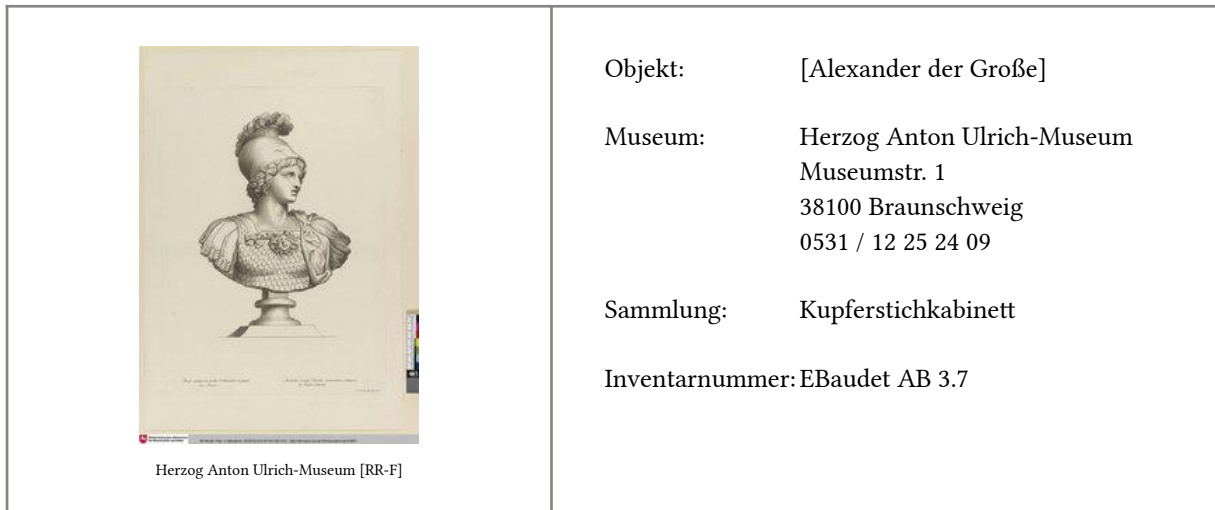 Herzog Anton Ulrich-Museum [RR-F]
Objekt: [Alexander der Große]
Museum: Herzog Anton Ulrich-Museum
Museumstr. 1
38100 Braunschweig
0531 / 12 25 24 09
Sammlung: Kupferstichkabinett
Inventarnummer: EBaudet AB 3.7